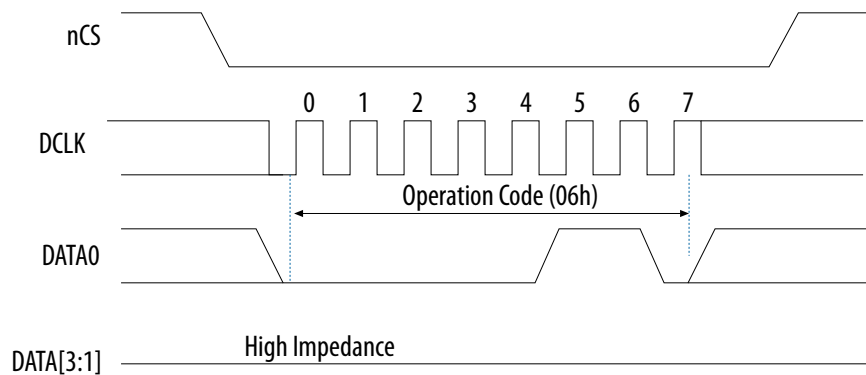 nCS
0 1 2 3 4 5 6 7
DCLK
Operation Code (06h)
DATA0
High Impedance
DATA[3:1]